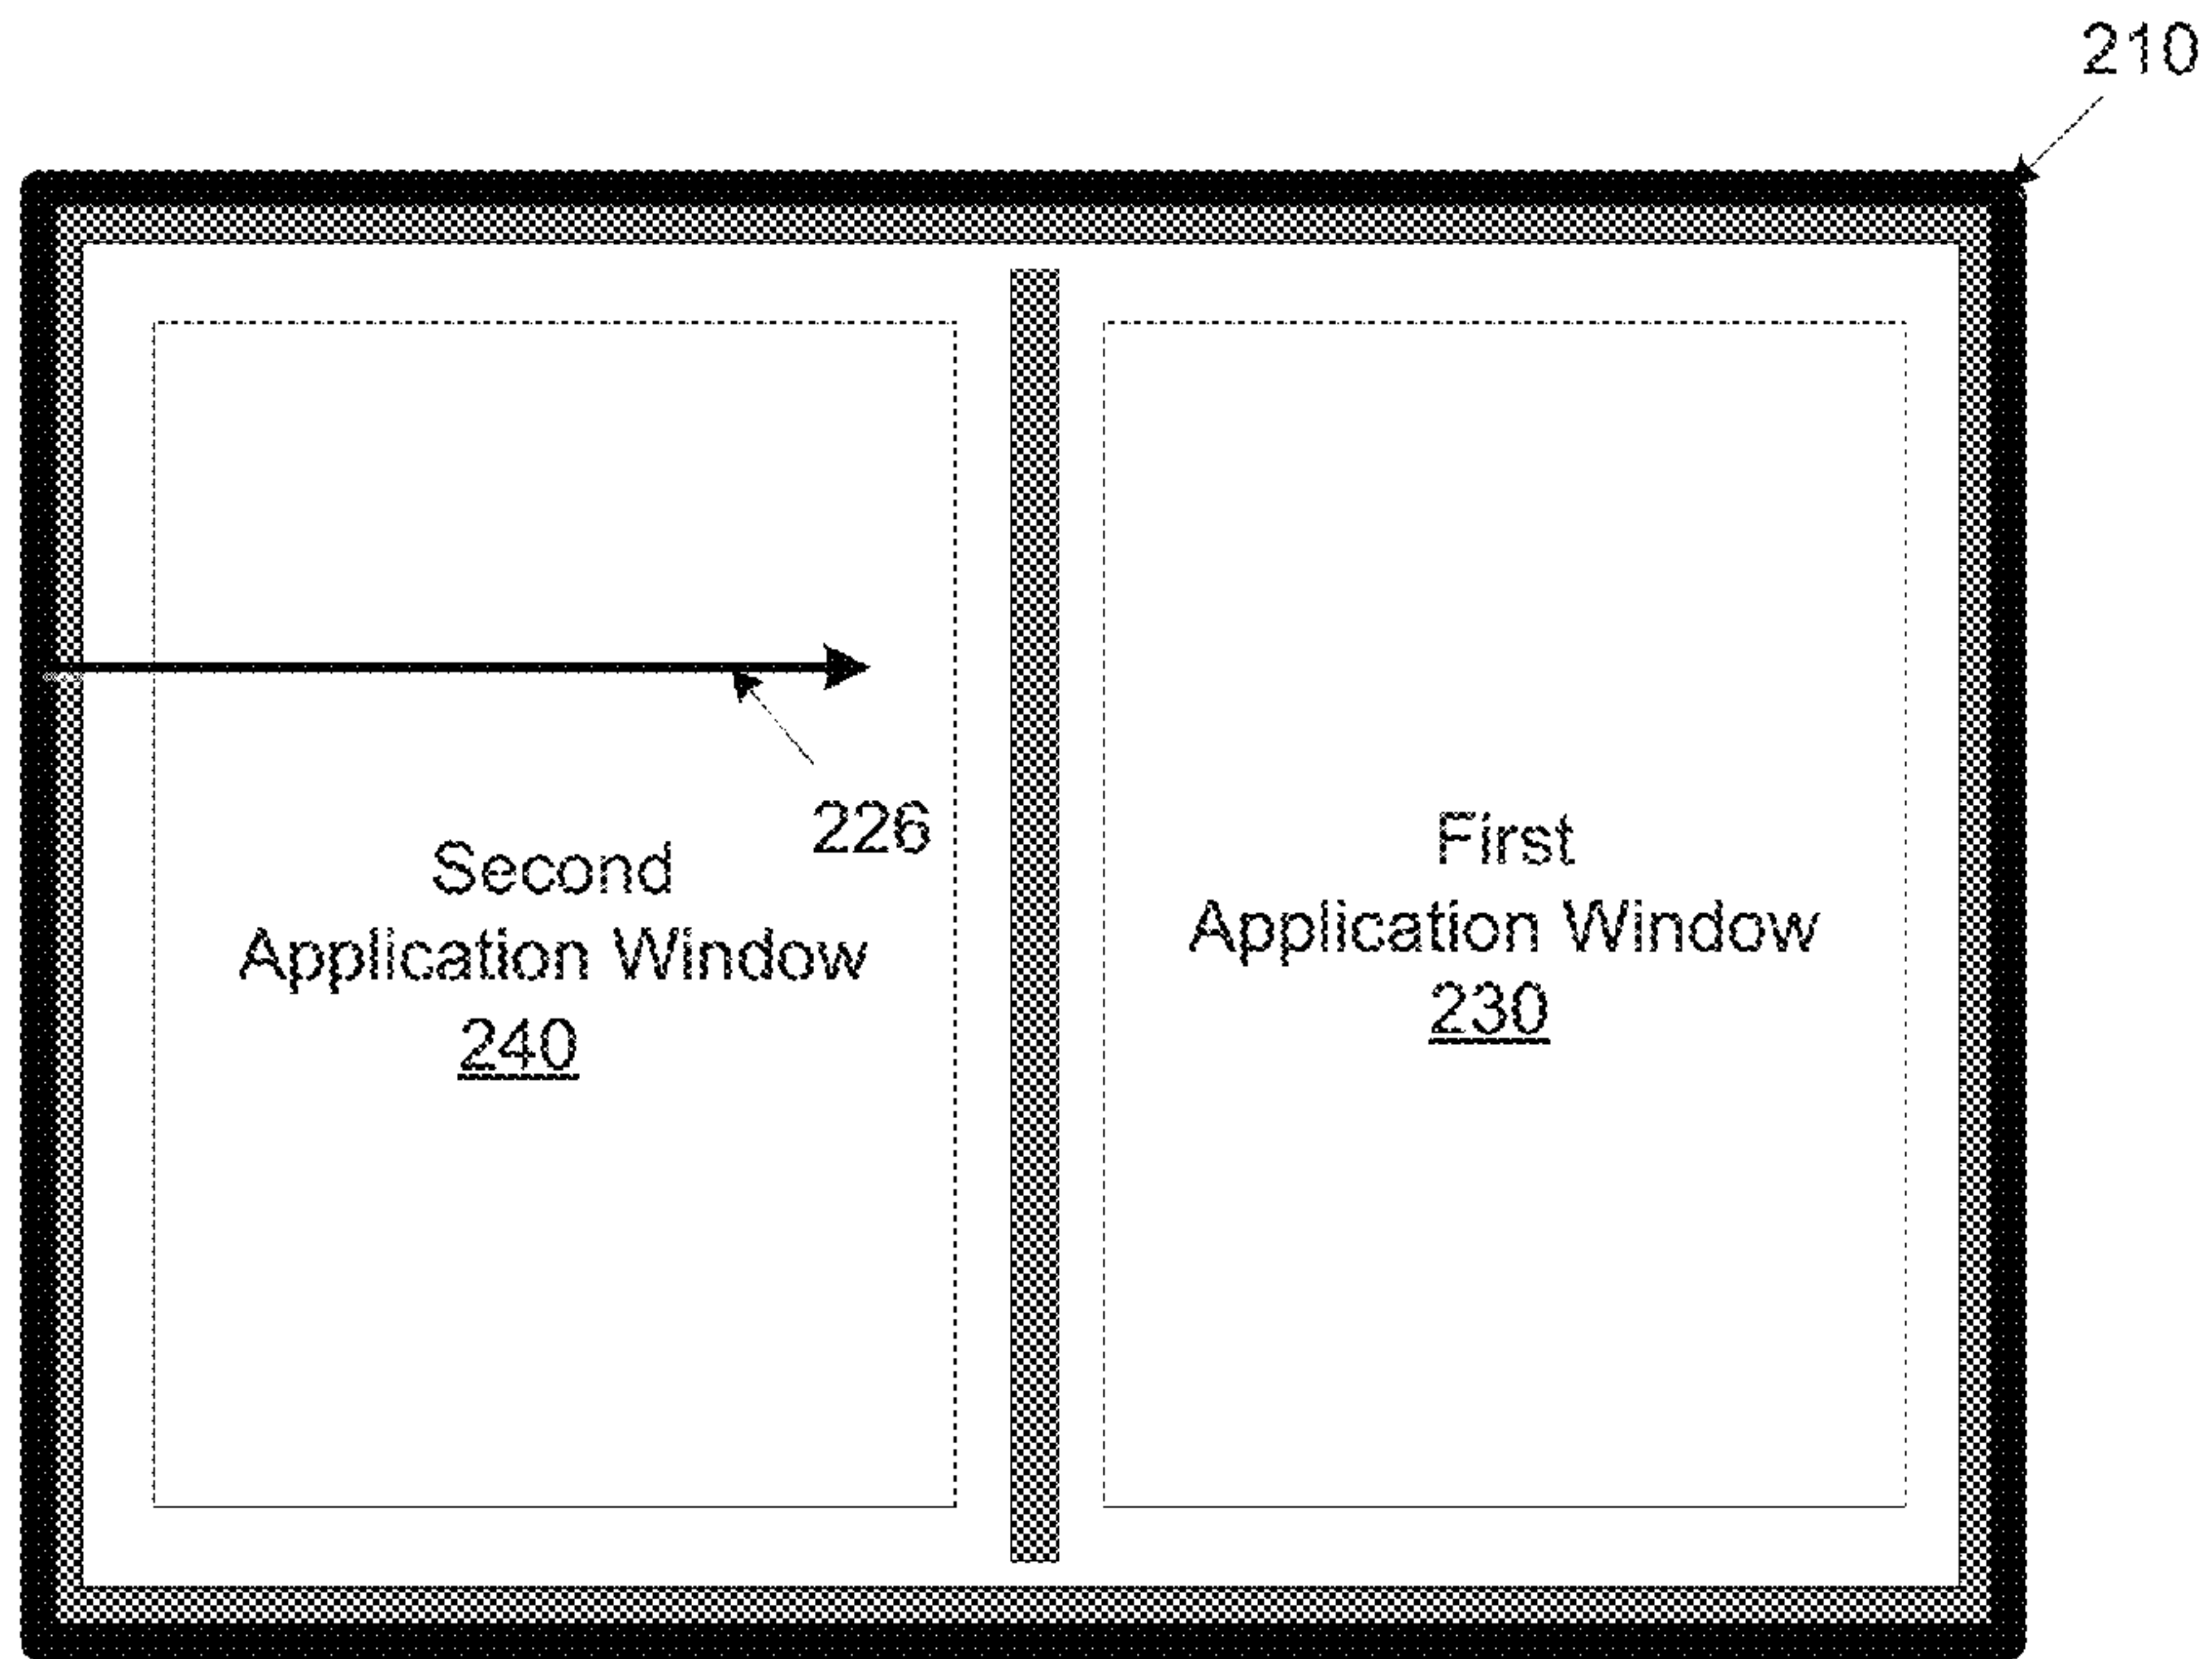 210
226
Second
Application Window
240
First
Application Window
230